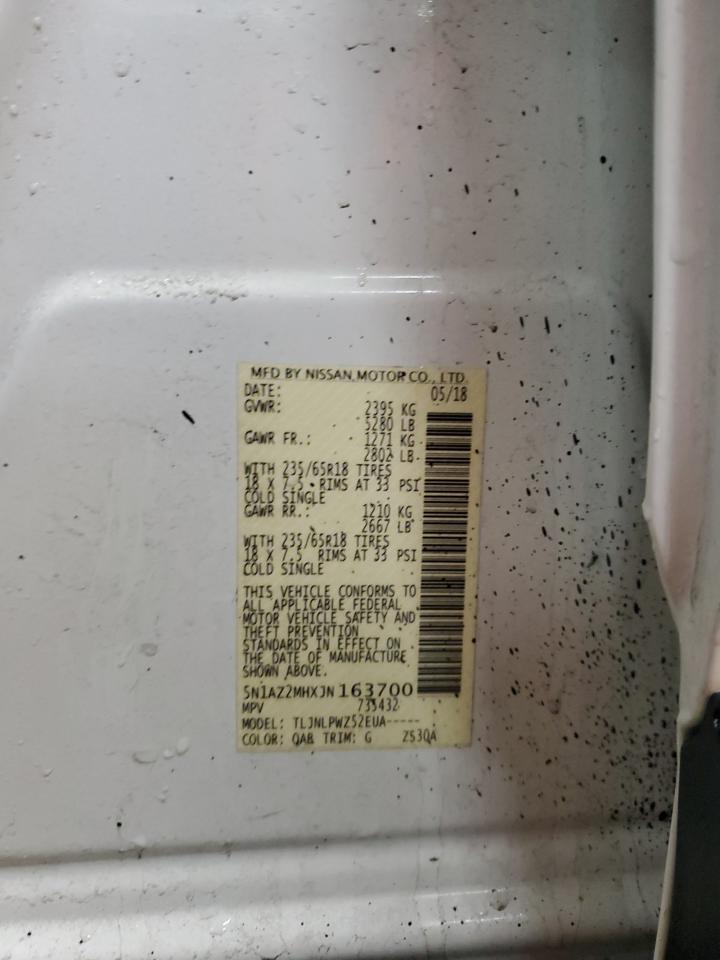 MFD BY NISSAN MOTOR CO., LTD.
DATE: 05/18
GVWR: 2395 KG
5280 LB
GAWR FR.: 1271 KG
2802 LB
WITH 235/65R18 TIRES
18 X 7.5 RIMS AT 33 PSI
COLD SINGLE
GAWR RR.: 1210 KG
2667 LB
WITH 235/65R18 TIRES
18 X 7.5 RIMS AT 33 PSI
COLD SINGLE
THIS VEHICLE CONFORMS TO
ALL APPLICABLE FEDERAL
MOTOR VEHICLE SAFETY AND
THEFT PREVENTION
STANDARDS IN EFFECT ON
THE DATE OF MANUFACTURE
SHOWN ABOVE.
5N1AZ2MHXJN163700
MPV 735432
MODEL: TLJNLPWZ52EUA-----
COLOR: QAB TRIM: G Z53QA